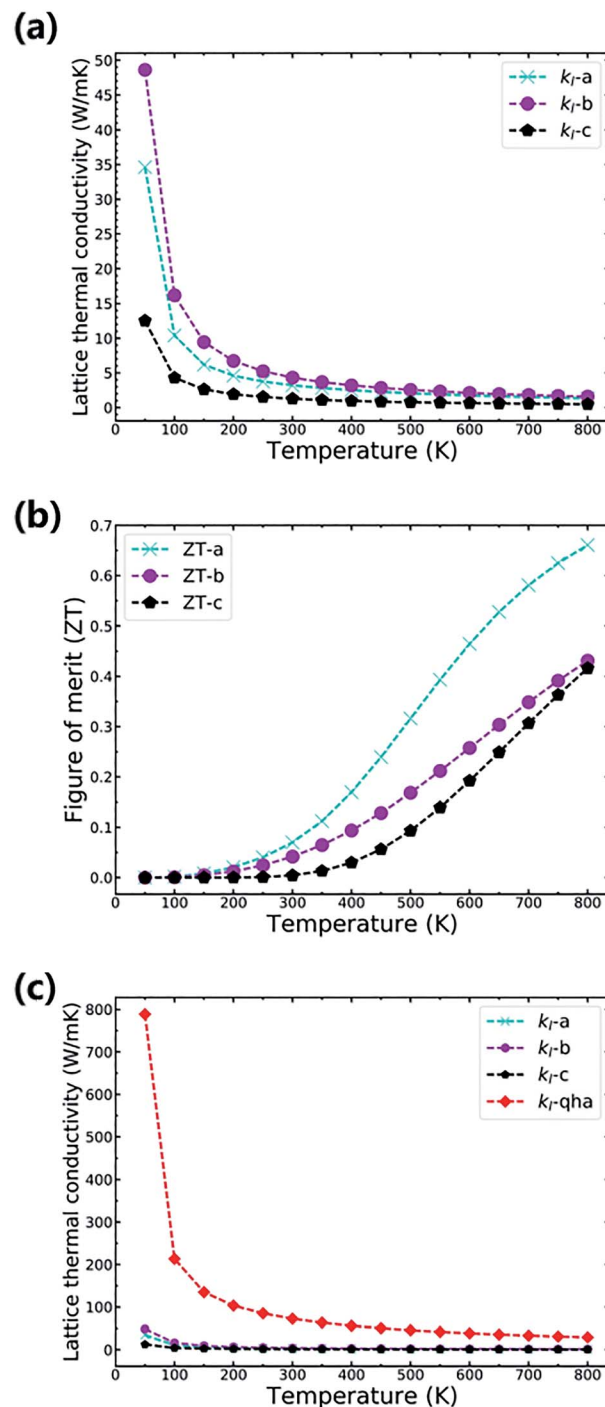 (a)
Lattice thermal conductivity (W/mK)
50
45
40
35
30
25
20
15
10
5
0
k_l-a
k_l-b
k_l-c
0 100 200 300 400 500 600 700 800
Temperature (K)
(b)
Figure of merit (ZT)
0.7
0.6
0.5
0.4
0.3
0.2
0.1
0.0
ZT-a
ZT-b
ZT-c
0 100 200 300 400 500 600 700 800
Temperature (K)
(c)
Lattice thermal conductivity (W/mK)
800
700
600
500
400
300
200
100
0
k_l-a
k_l-b
k_l-c
k_l-qha
0 100 200 300 400 500 600 700 800
Temperature (K)